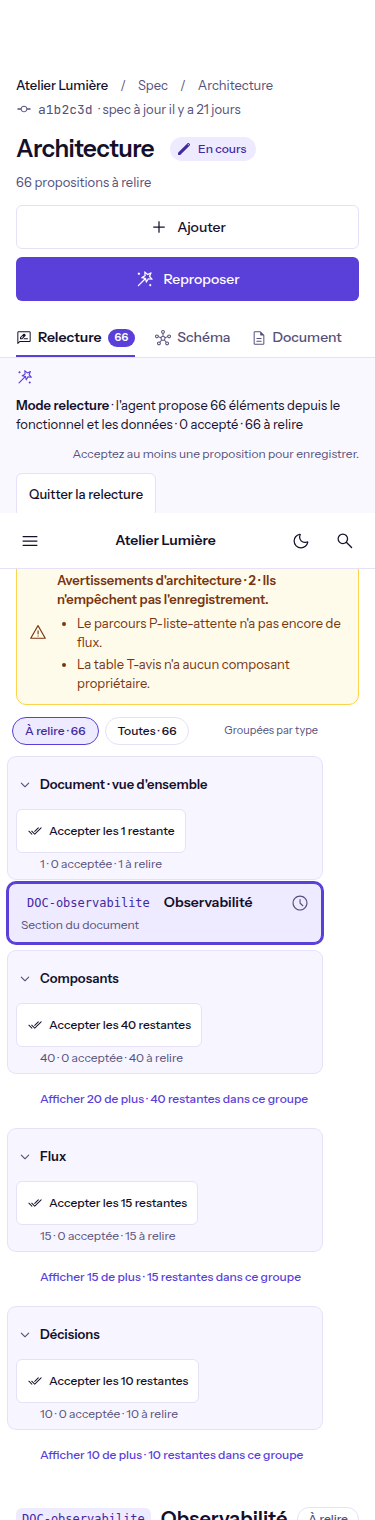 Atelier Lumière / Spec / Architecture
a1b2c3d · spec à jour il y a 21 jours
Architecture En cours
66 propositions à relire
Ajouter
Reproposer
Relecture 66 Schéma Document
Mode relecture · l'agent propose 66 éléments depuis le
fonctionnel et les données · 0 accepté · 66 à relire
Acceptez au moins une proposition pour enregistrer.
Quitter la relecture
Atelier Lumière
Avertissements d'architecture · 2 · Ils
n'empêchent pas l'enregistrement.
• Le parcours P-liste-attente n'a pas encore de
flux.
• La table T-avis n'a aucun composant
propriétaire.
À relire · 66 Toutes · 66 Groupées par type
Document · vue d'ensemble
Accepter les 1 restante
1 · 0 acceptée · 1 à relire
DOC-observabilite Observabilité
Section du document
Composants
Accepter les 40 restantes
40 · 0 acceptée · 40 à relire
Afficher 20 de plus · 40 restantes dans ce groupe
Flux
Accepter les 15 restantes
15 · 0 acceptée · 15 à relire
Afficher 15 de plus · 15 restantes dans ce groupe
Décisions
Accepter les 10 restantes
10 · 0 acceptée · 10 à relire
Afficher 10 de plus · 10 restantes dans ce groupe
DOC-observabilite Observabilité À relire